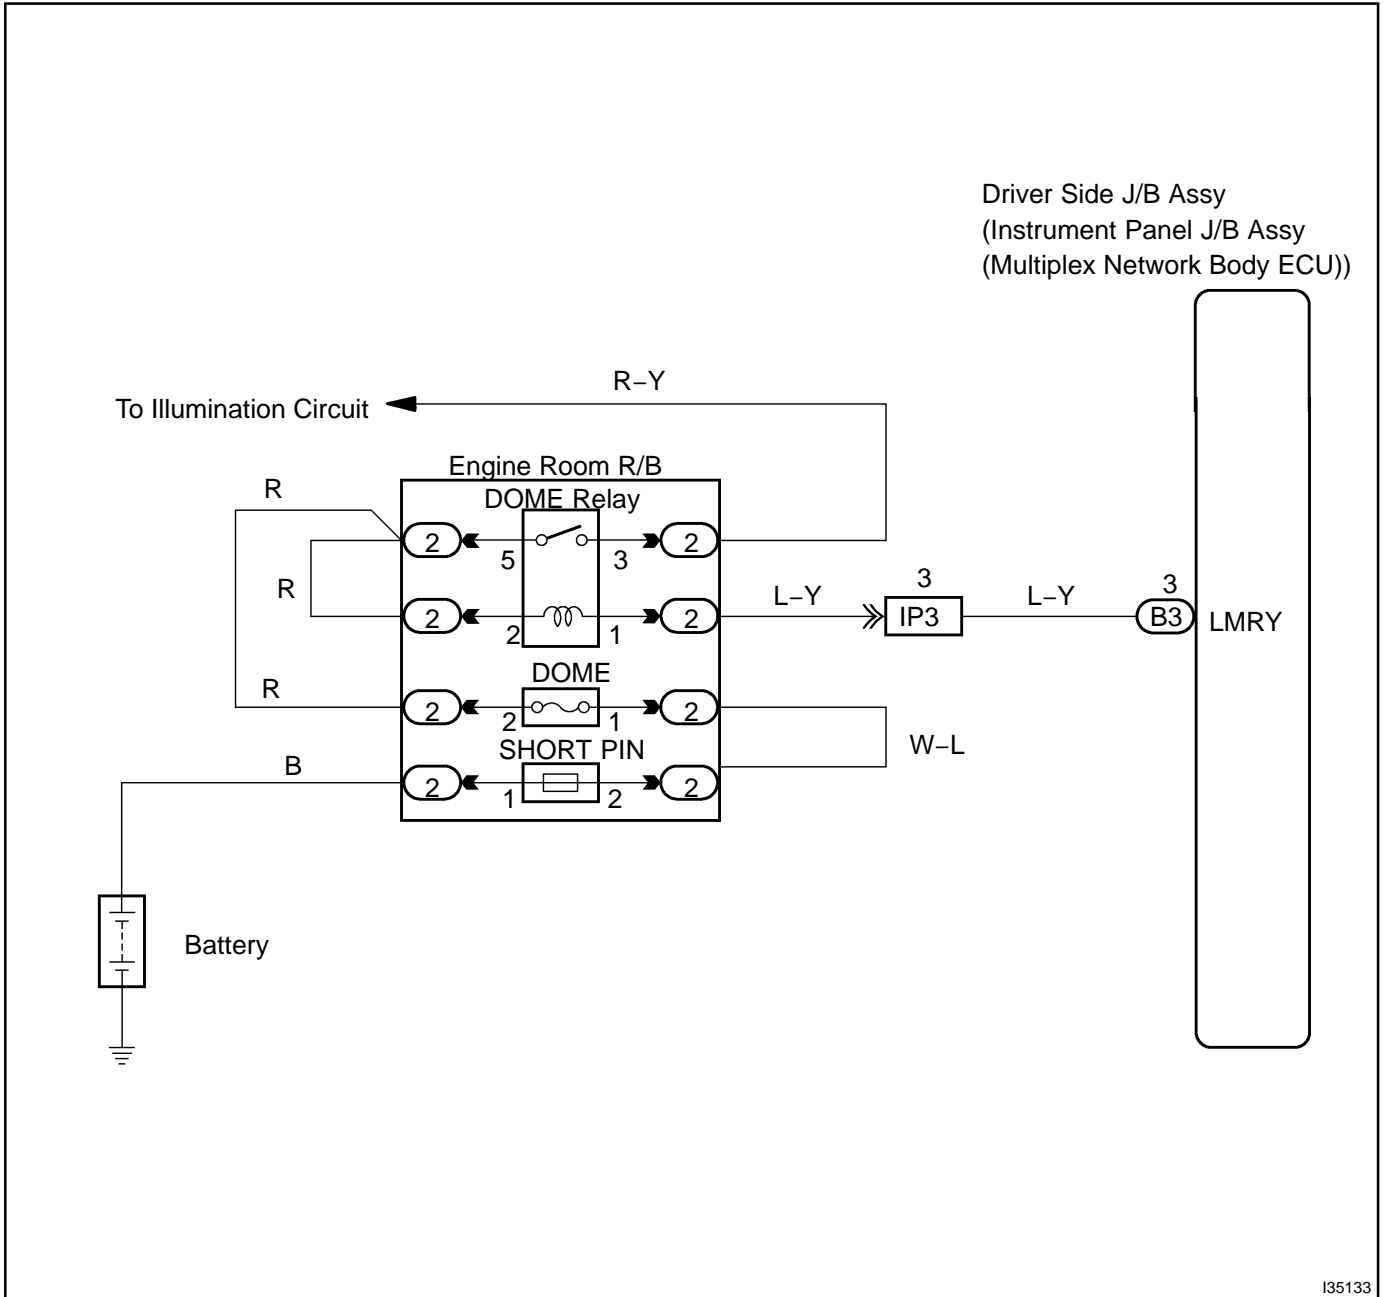 Driver Side J/B Assy
(Instrument Panel J/B Assy
(Multiplex Network Body ECU))
R−Y
To Illumination Circuit
Engine Room R/B
R
DOME Relay
2
5
3
2
R
2
2
1
2
L−Y
3
IP3
L−Y
3
B3
LMRY
R
DOME
2
2
1
2
SHORT PIN
W−L
B
2
1
2
2
Battery
I35133